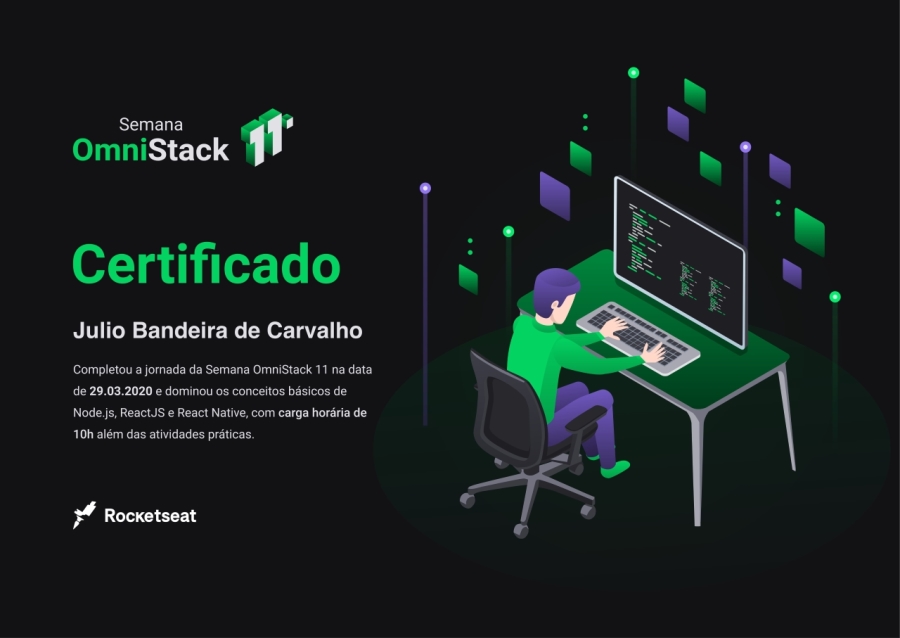 Semana
OmniStack 11
Certificado
Julio Bandeira de Carvalho
Completou a jornada da Semana OmniStack 11 na data
de 29.03.2020 e dominou os conceitos básicos de
Node.js, ReactJS e React Native, com carga horária de
10h além das atividades práticas.
Rocketseat